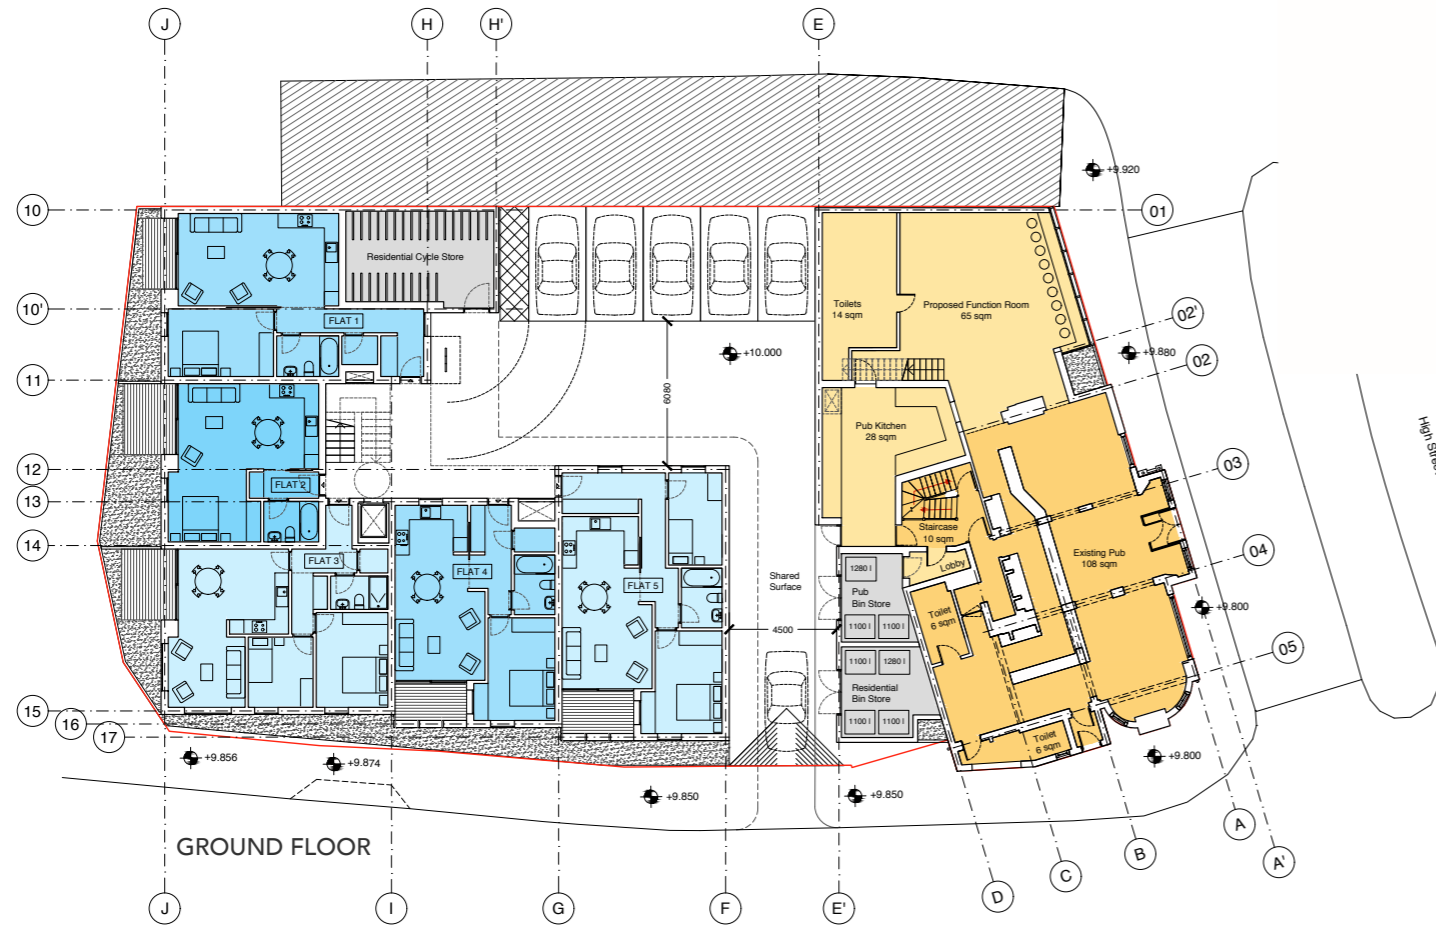 J
H
H'
E
+9.920
10
01
Residential Cycle Store
Toilets
14 sqm
Proposed Function Room
65 sqm
10'
02'
FLAT 1
+10.000
+9.880
02
11
6080
Pub Kitchen
28 sqm
High Street
12
03
13
FLAT 2
Staircase
10 sqm
14
04
Existing Pub
108 sqm
FLAT 3
Lobby
FLAT 4
FLAT 5
Shared
Surface
1280 l
Pub
Bin Store
1100 l
1100 l
Toilet
6 sqm
+9.800
4500
05
1100 l
1280 l
Residential
Bin Store
1100 l
1100 l
15
16
17
Toilet
6 sqm
+9.856
+9.874
+9.800
+9.850
+9.850
GROUND FLOOR
A
A'
B
C
D
J
I
G
F
E'